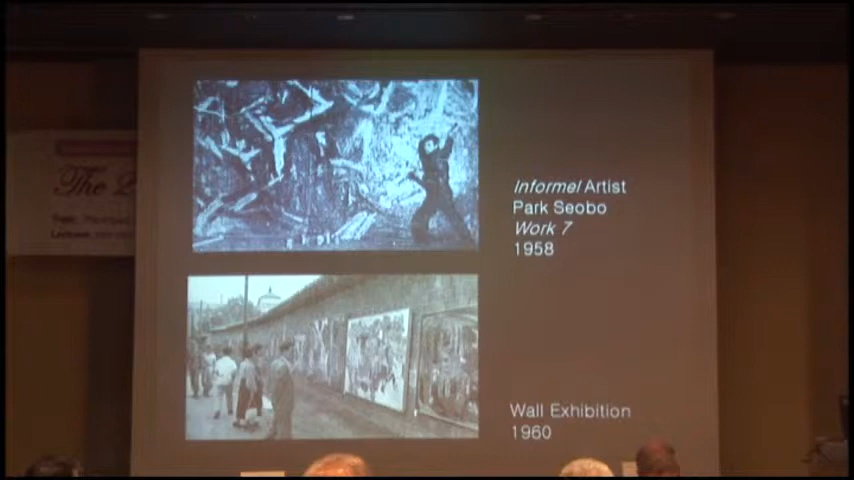 The
Informel Artist
Park Seobo
Work 7
1958
Wall Exhibition
1960